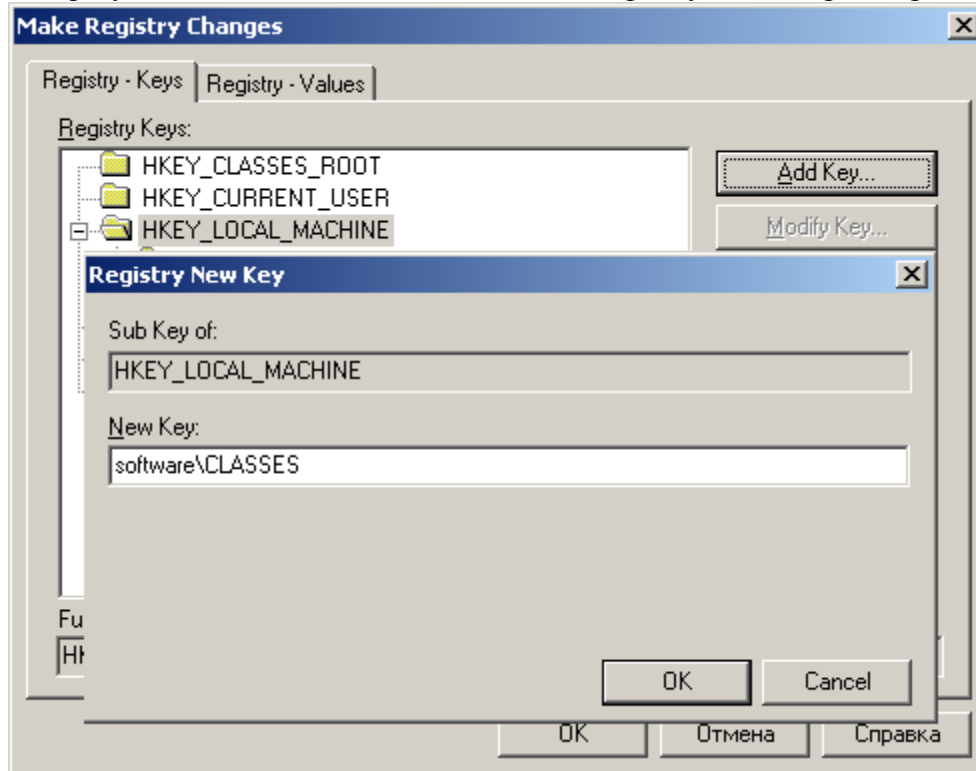 Make Registry Changes
Registry - Keys
Registry - Values
Registry Keys:
HKEY_CLASSES_ROOT
HKEY_CURRENT_USER
HKEY_LOCAL_MACHINE
Add Key...
Modify Key...
Registry New Key
Sub Key of:
HKEY_LOCAL_MACHINE
New Key:
software\CLASSES
Fu
OK
Cancel
OK
Отмена
Справка